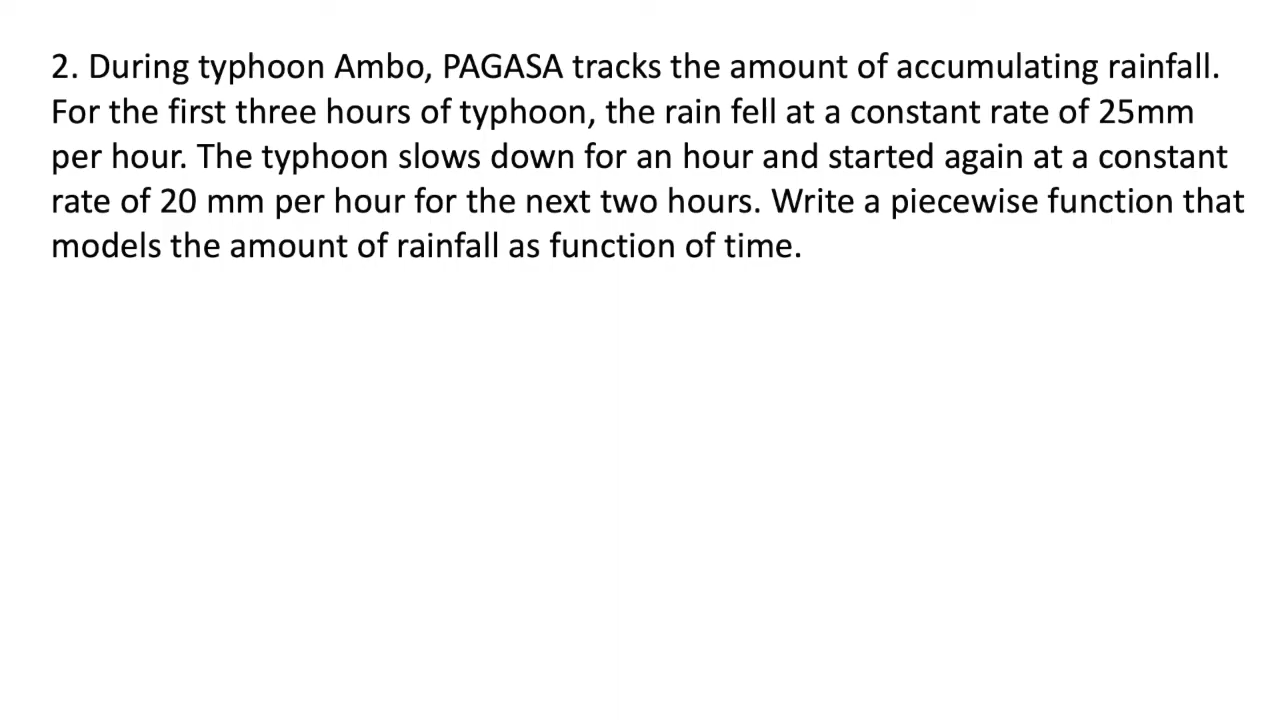 2. During typhoon Ambo, PAGASA tracks the amount of accumulating rainfall.
For the first three hours of typhoon, the rain fell at a constant rate of 25mm
per hour. The typhoon slows down for an hour and started again at a constant
rate of 20 mm per hour for the next two hours. Write a piecewise function that
models the amount of rainfall as function of time.